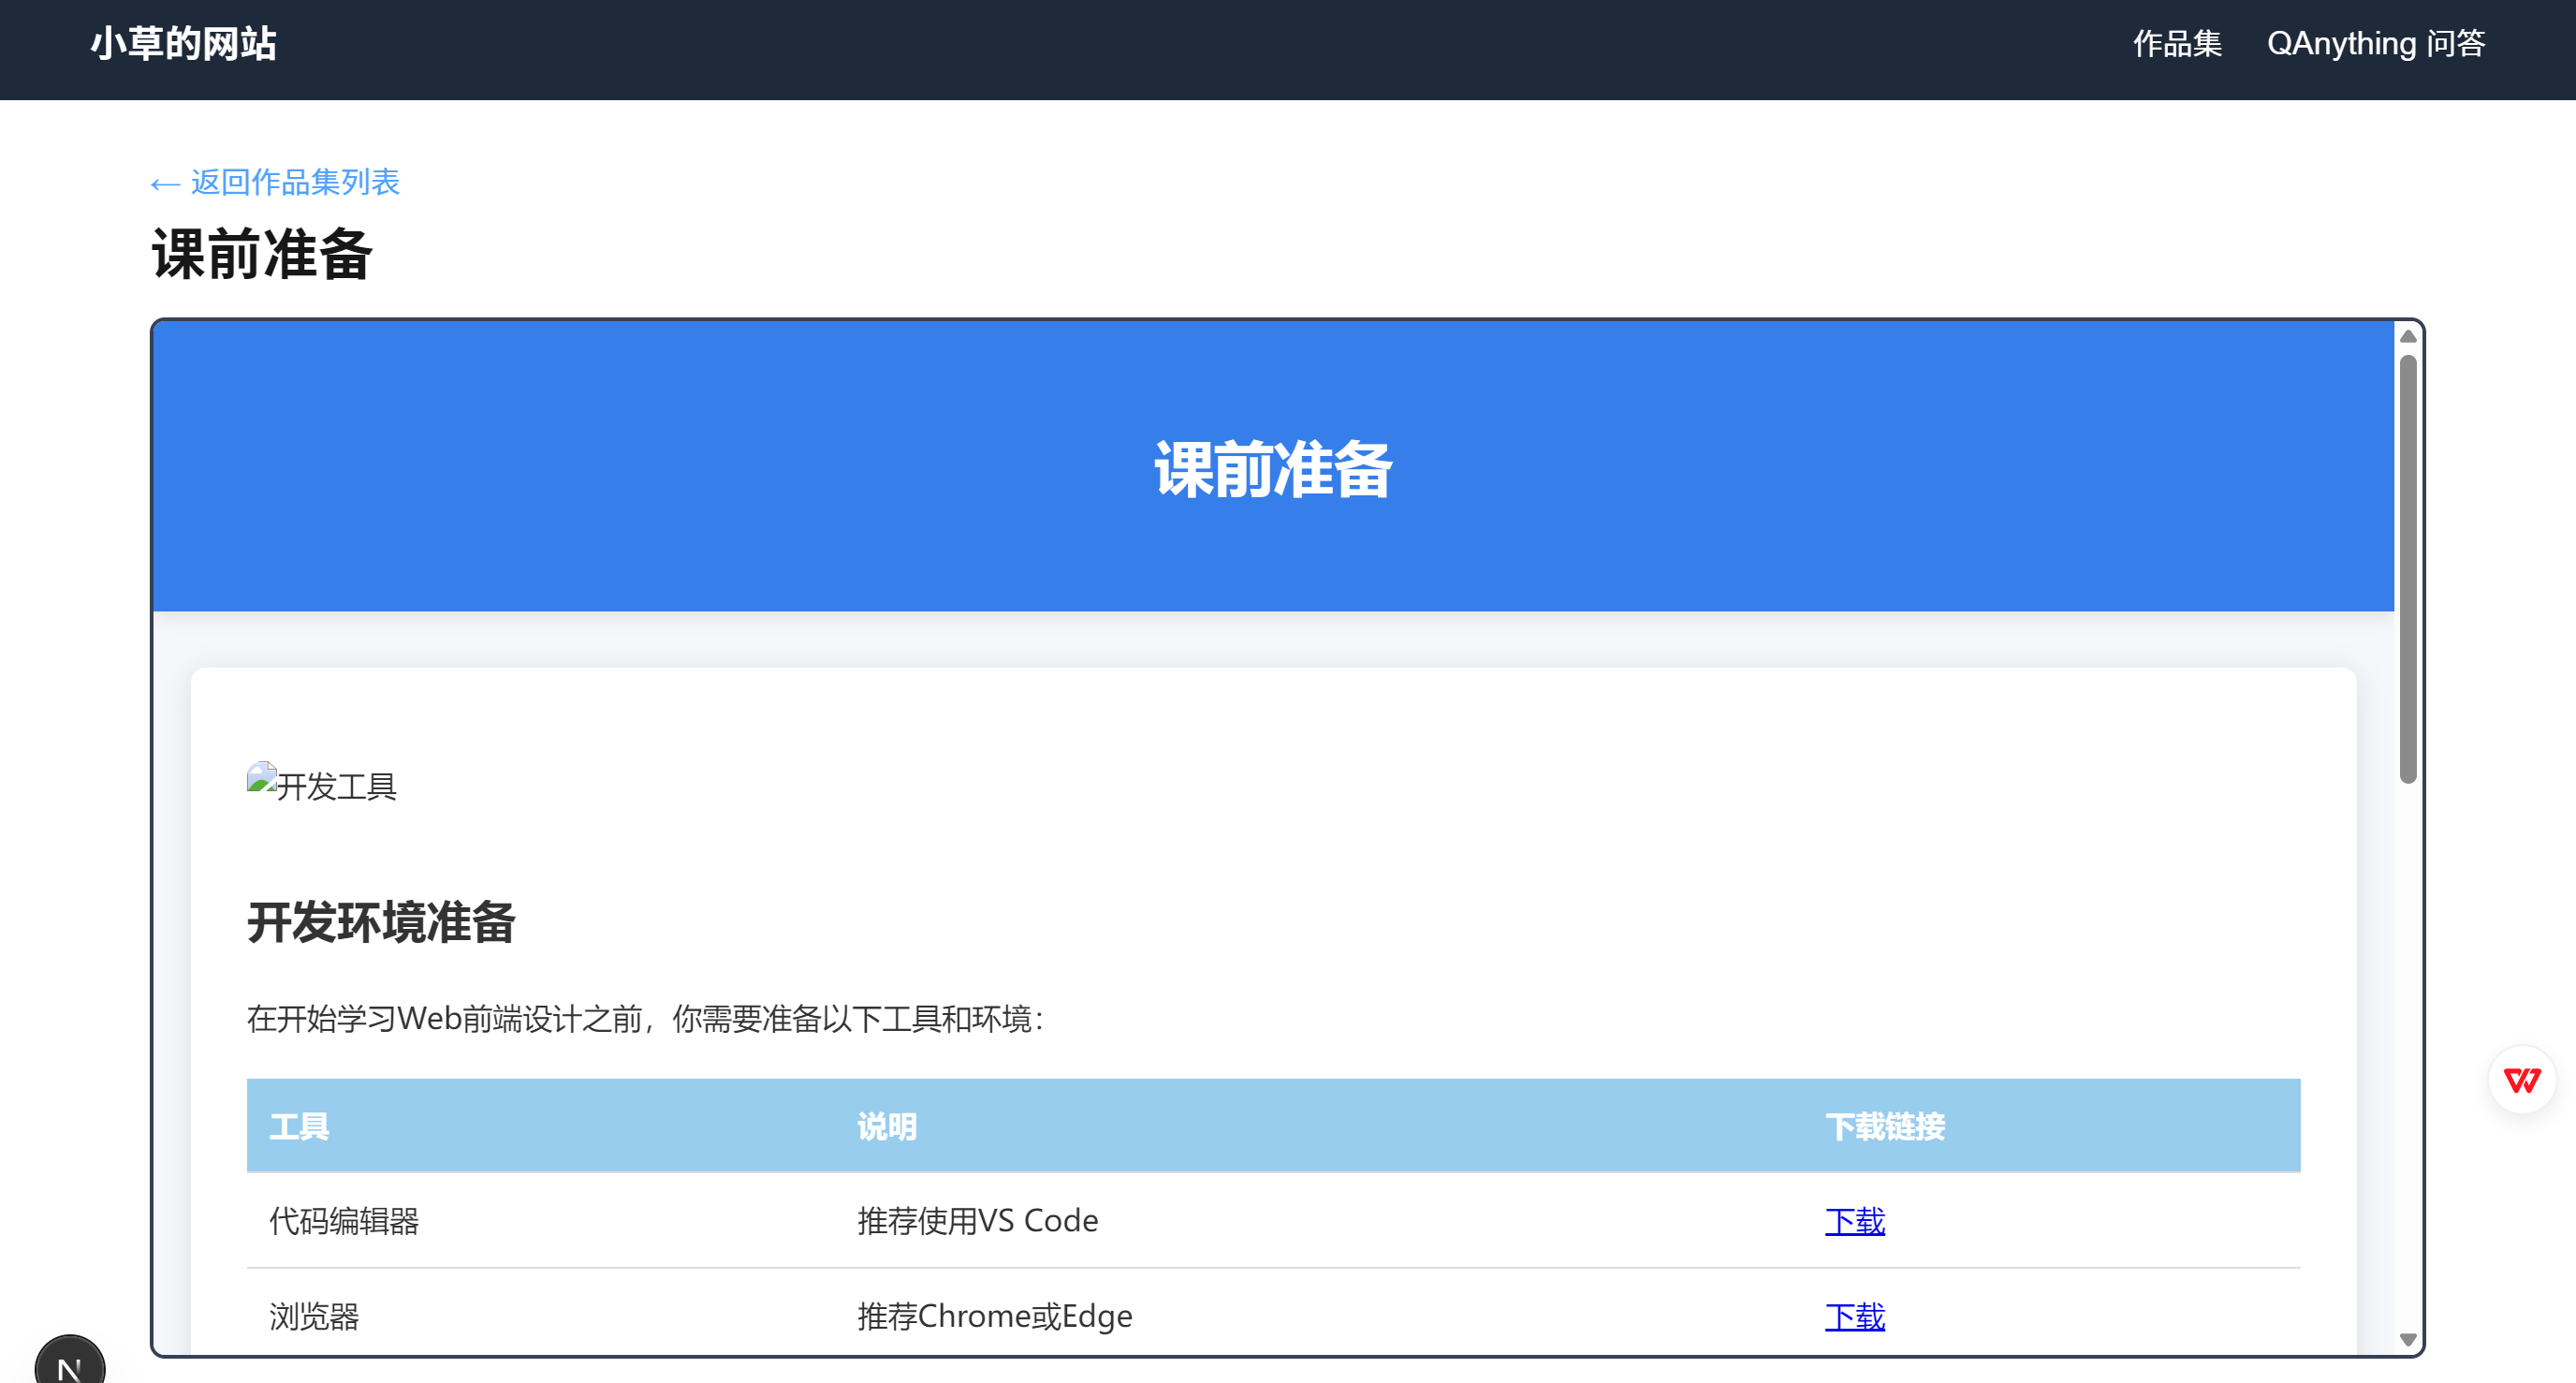 小草的网站
作品集 QAnything 问答
← 返回作品集列表
课前准备
课前准备
开发工具
开发环境准备
在开始学习Web前端设计之前，你需要准备以下工具和环境：
工具 说明 下载链接
代码编辑器 推荐使用VS Code 下载
浏览器 推荐Chrome或Edge 下载
N